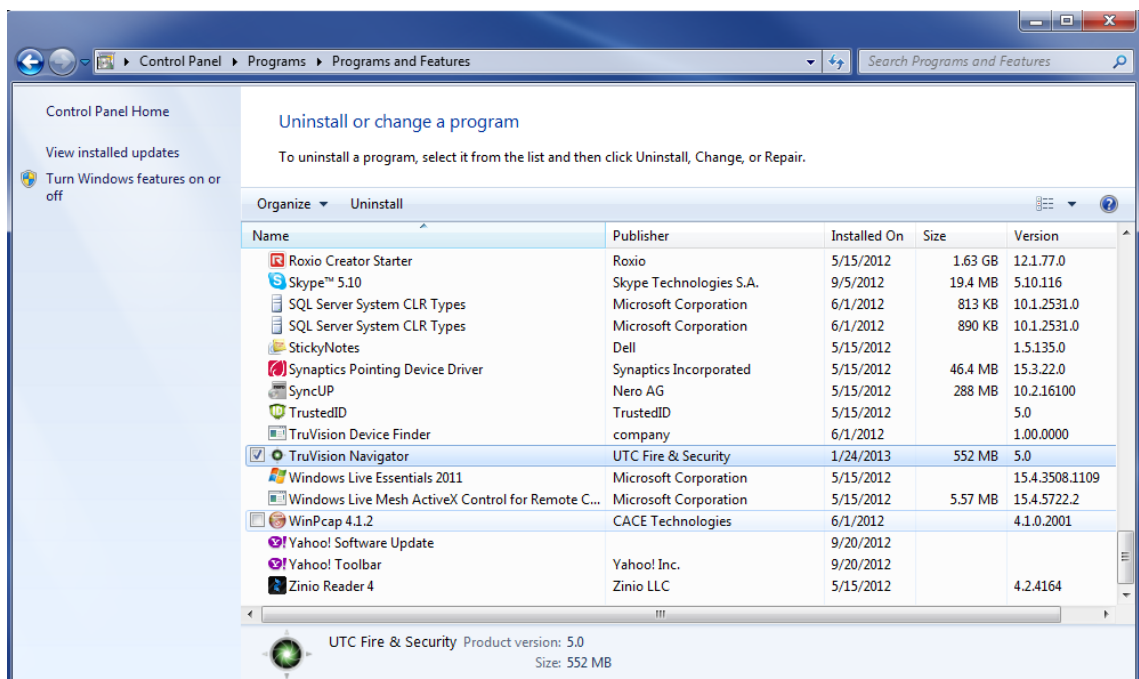 Control Panel ▸ Programs ▸ Programs and Features
Search Programs and Features
Control Panel Home
View installed updates
Turn Windows features on or
off
Uninstall or change a program
To uninstall a program, select it from the list and then click Uninstall, Change, or Repair.
Organize Uninstall
Name Publisher Installed On Size Version
Roxio Creator Starter Roxio 5/15/2012 1.63 GB 12.1.77.0
Skype™ 5.10 Skype Technologies S.A. 9/5/2012 19.4 MB 5.10.116
SQL Server System CLR Types Microsoft Corporation 6/1/2012 813 KB 10.1.2531.0
SQL Server System CLR Types Microsoft Corporation 6/1/2012 890 KB 10.1.2531.0
StickyNotes Dell 5/15/2012 1.5.135.0
Synaptics Pointing Device Driver Synaptics Incorporated 5/15/2012 46.4 MB 15.3.22.0
SyncUP Nero AG 5/15/2012 288 MB 10.2.16100
TrustedID TrustedID 5/15/2012 5.0
TruVision Device Finder company 6/1/2012 1.00.0000
TruVision Navigator UTC Fire & Security 1/24/2013 552 MB 5.0
Windows Live Essentials 2011 Microsoft Corporation 5/15/2012 15.4.3508.1109
Windows Live Mesh ActiveX Control for Remote C... Microsoft Corporation 5/15/2012 5.57 MB 15.4.5722.2
WinPcap 4.1.2 CACE Technologies 6/1/2012 4.1.0.2001
Yahoo! Software Update 9/20/2012
Yahoo! Toolbar Yahoo! Inc. 9/20/2012
Zinio Reader 4 Zinio LLC 5/15/2012 4.2.4164
UTC Fire & Security Product version: 5.0
Size: 552 MB